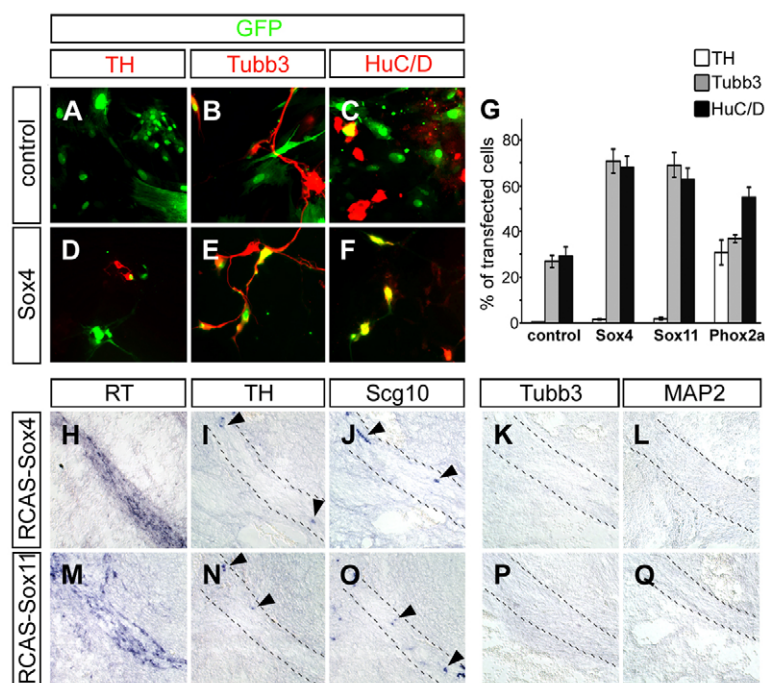 GFP
TH Tubb3 HuC/D
control
A B C
Sox4
D E F
G
TH
Tubb3
HuC/D
% of transfected cells
80
60
40
20
0
control Sox4 Sox11 Phox2a
RT TH Scg10 Tubb3 MAP2
RCAS-Sox4
H I J K L
RCAS-Sox11
M N O P Q